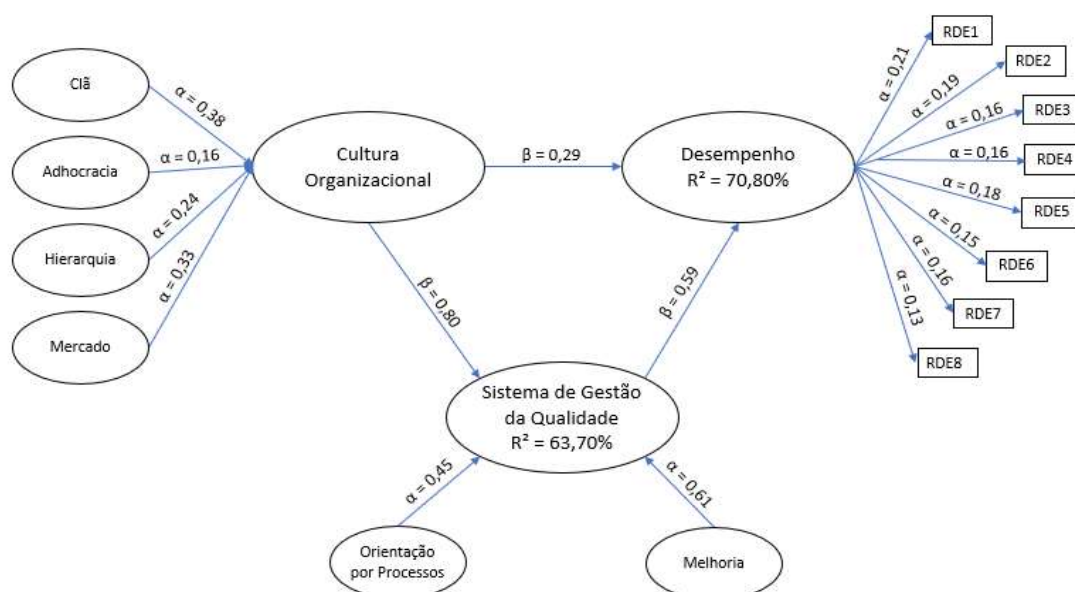 Clã
Adhocracia
Hierarquia
Mercado
α = 0,38
α = 0,16
α = 0,24
α = 0,33
Cultura
Organizacional
β = 0,29
β = 0,80
β = 0,59
Desempenho
R² = 70,80%
Sistema de Gestão
da Qualidade
R² = 63,70%
α = 0,45
α = 0,61
Orientação
por Processos
Melhoria
α = 0,21
α = 0,19
α = 0,16
α = 0,16
α = 0,18
α = 0,15
α = 0,16
α = 0,13
RDE1
RDE2
RDE3
RDE4
RDE5
RDE6
RDE7
RDE8